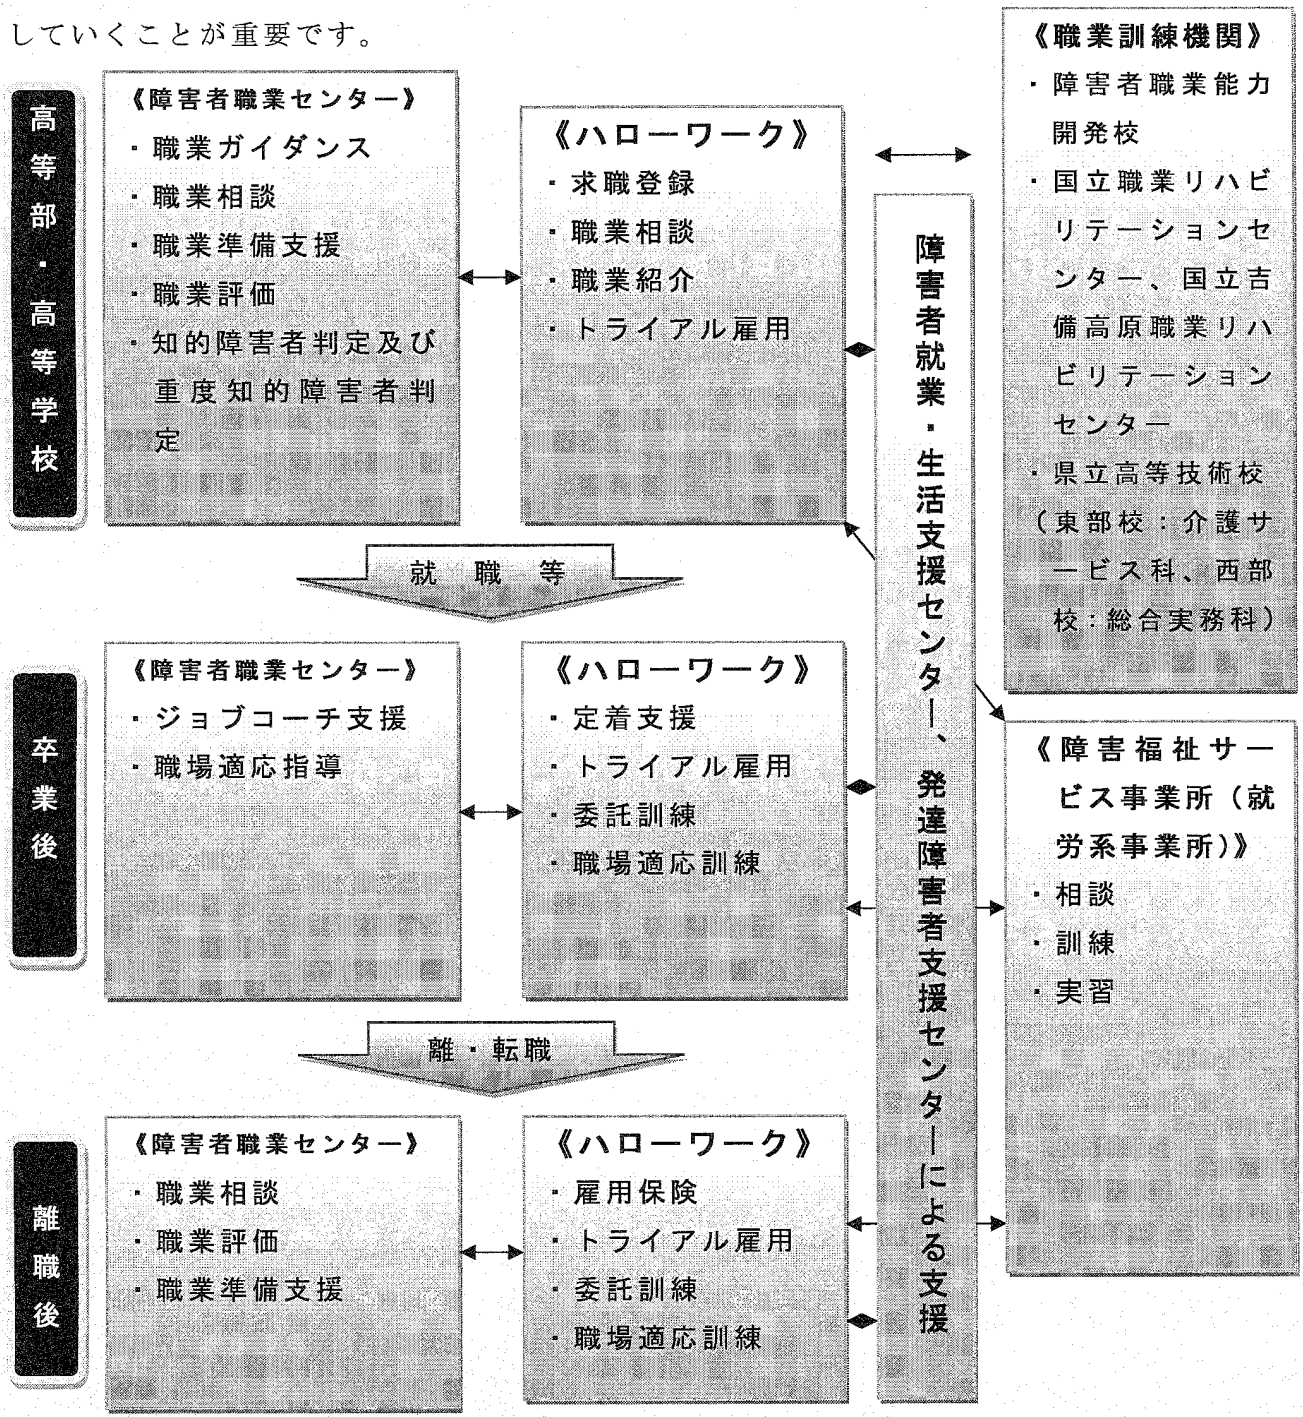 していくことが重要です。
高等部・高等学校
《障害者職業センター》
・職業ガイダンス
・職業相談
・職業準備支援
・職業評価
・知的障害者判定及び
重度知的障害者判
定
《ハローワーク》
・求職登録
・職業相談
・職業紹介
・トライアル雇用
就職等
卒業後
《障害者職業センター》
・ジョブコーチ支援
・職場適応指導
《ハローワーク》
・定着支援
・トライアル雇用
・委託訓練
・職場適応訓練
離・転職
離職後
《障害者職業センター》
・職業相談
・職業評価
・職業準備支援
《ハローワーク》
・雇用保険
・トライアル雇用
・委託訓練
・職場適応訓練
障害者就業・生活支援センター、発達障害者支援センターによる支援
《職業訓練機関》
・障害者職業能力
開発校
・国立職業リハビ
リテーションセ
ンター、国立吉
備高原職業リハ
ビリテーション
センター
・県立高等技術校
（東部校：介護サ
ービス科、西部
校：総合実務科）
《障害福祉サー
ビス事業所（就
労系事業所）》
・相談
・訓練
・実習